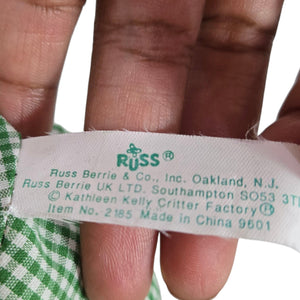 RUSS®
Russ Berrie & Co., Inc. Oakland, N.J.
Russ Berrie UK LTD. Southampton SO53 3T
© Kathleen Kelly Critter Factory®
Item No. 2185 Made in China 9601